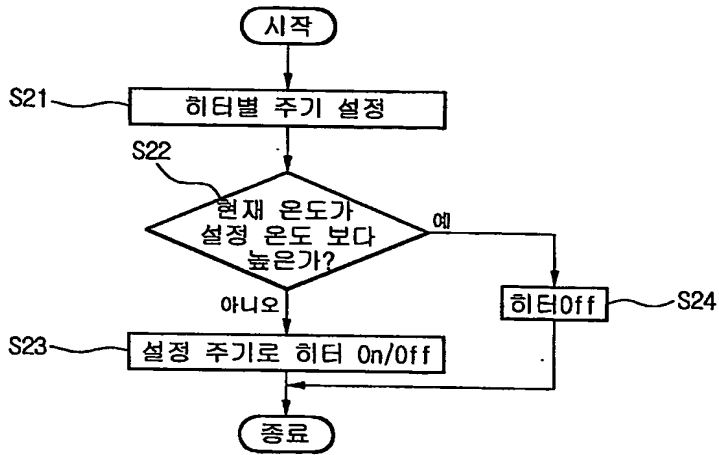 시작
S21
히터별 주기 설정
S22
현재 온도가
설정 온도 보다
높은가?
예
아니오
히터Off
S24
S23
설정 주기로 히터 On/Off
종료